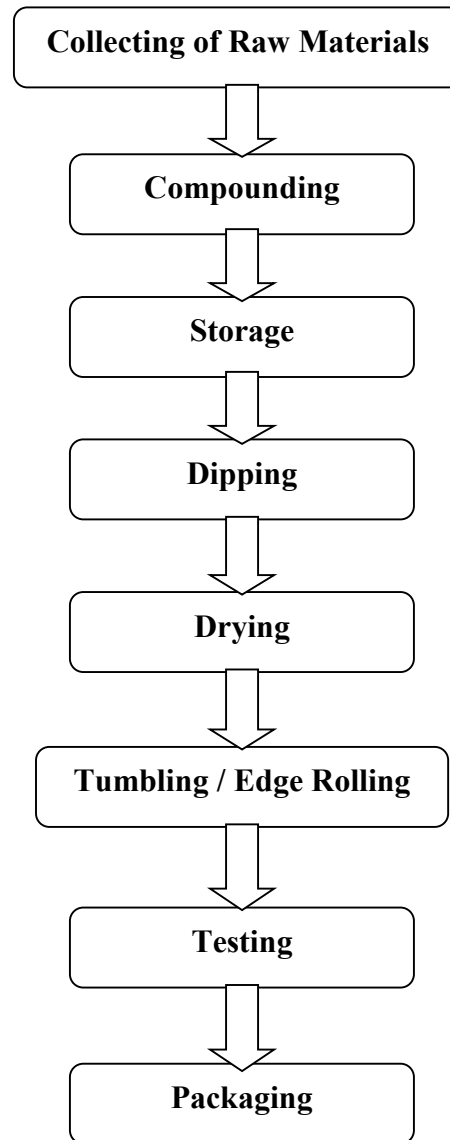 Collecting of Raw Materials
Compounding
Storage
Dipping
Drying
Tumbling / Edge Rolling
Testing
Packaging